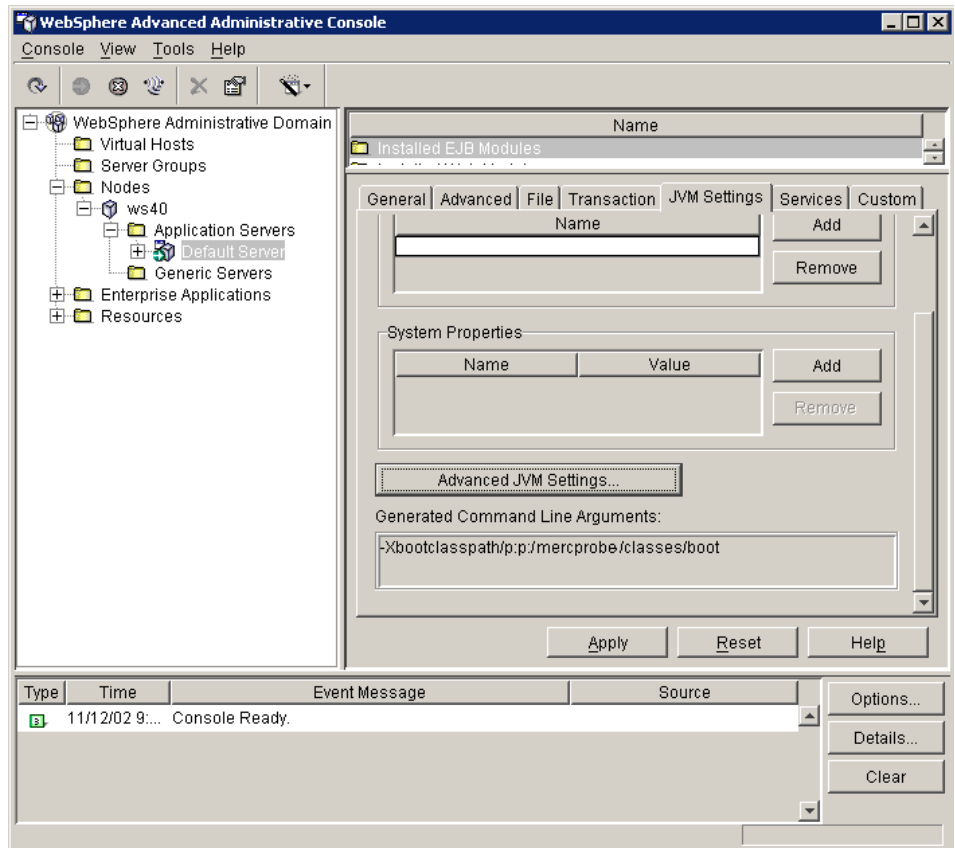 WebSphere Advanced Administrative Console
Console View Tools Help
WebSphere Administrative Domain
Virtual Hosts
Server Groups
Nodes
ws40
Application Servers
Default Server
Generic Servers
Enterprise Applications
Resources
Name
Installed EJB Modules
General Advanced File Transaction JVM Settings Services Custom
Name
Add
Remove
System Properties
Name Value
Add
Remove
Advanced JVM Settings...
Generated Command Line Arguments:
-Xbootclasspath/p:p:/mercprobe/classes/boot
Apply Reset Help
Type Time Event Message Source
11/12/02 9:... Console Ready.
Options...
Details...
Clear